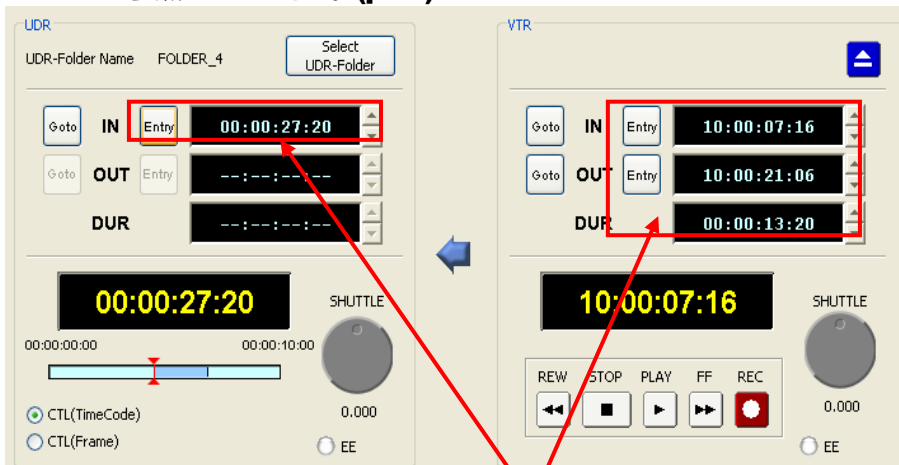 UDR
UDR-Folder Name FOLDER_4 Select
UDR-Folder
Goto IN Entry 00:00:27:20
Goto OUT Entry --:--:--:--
DUR --:--:--:--
00:00:27:20 SHUTTLE
00:00:00:00 00:00:10:00
CTL(TimeCode) 0.000
CTL(Frame) EE
VTR
Goto IN Entry 10:00:07:16
Goto OUT Entry 10:00:21:06
DUR 00:00:13:20
10:00:07:16 SHUTTLE
REW STOP PLAY FF REC
0.000
EE